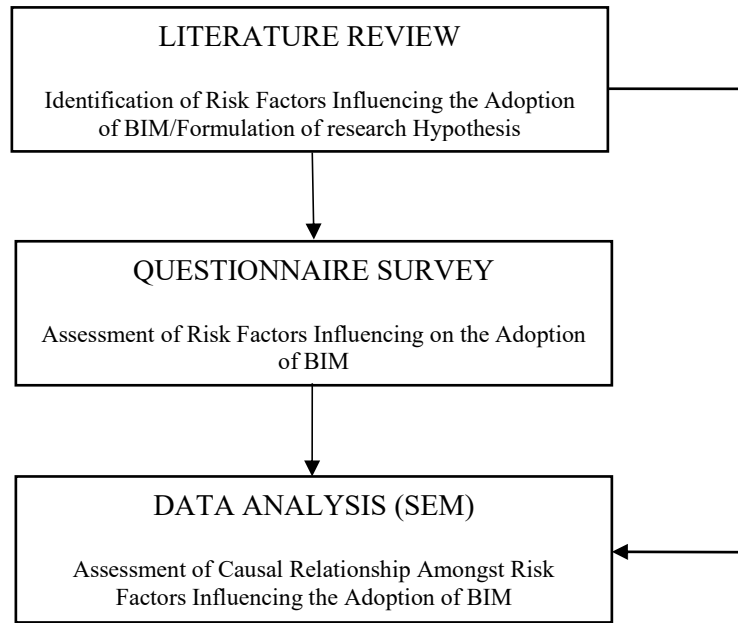 LITERATURE REVIEW
Identification of Risk Factors Influencing the Adoption
of BIM/Formulation of research Hypothesis
QUESTIONNAIRE SURVEY
Assessment of Risk Factors Influencing on the Adoption
of BIM
DATA ANALYSIS (SEM)
Assessment of Causal Relationship Amongst Risk
Factors Influencing the Adoption of BIM